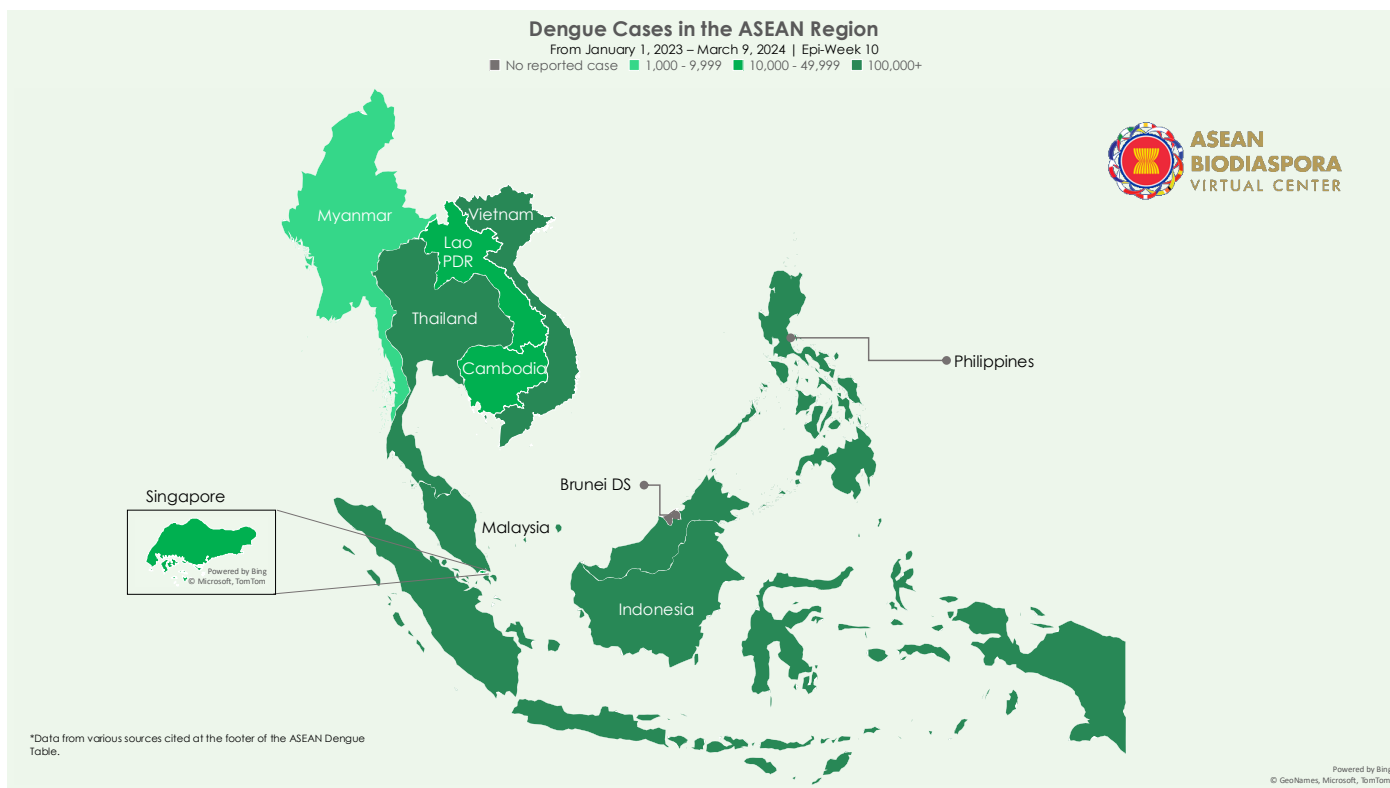 Dengue Cases in the ASEAN Region
From January 1, 2023 – March 9, 2024 | Epi-Week 10
No reported case 1,000 - 9,999 10,000 - 49,999 100,000+
ASEAN
BIODIASPORA
VIRTUAL CENTER
Myanmar
Vietnam
Lao
PDR
Thailand
Cambodia
Philippines
Brunei DS
Singapore
Malaysia
Powered by Bing
© Microsoft, TomTom
Indonesia
*Data from various sources cited at the footer of the ASEAN Dengue
Table.
Powered by Bing
© GeoNames, Microsoft, TomTom